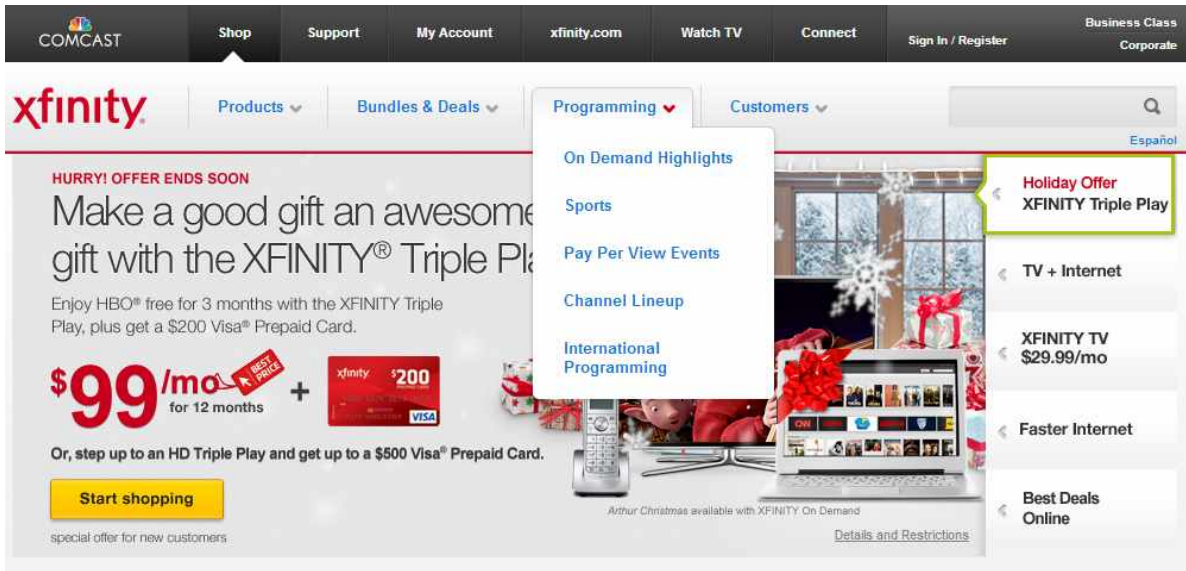 COMCAST
Shop
Support
My Account
xfinity.com
Watch TV
Connect
Sign In / Register
Business Class
Corporate
xfinity
Products
Bundles & Deals
Programming
Customers
Español
On Demand Highlights
Sports
Pay Per View Events
Channel Lineup
International
Programming
HURRY! OFFER ENDS SOON
Make a good gift an awesome
gift with the XFINITY® Triple Pl
Enjoy HBO® free for 3 months with the XFINITY Triple
Play, plus get a $200 Visa® Prepaid Card.
$99/mo
for 12 months
BEST
PRICE
+
xfinity
$200
VISA
Or, step up to an HD Triple Play and get up to a $500 Visa® Prepaid Card.
Start shopping
special offer for new customers
CNN
Arthur Christmas available with XFINITY On Demand
Details and Restrictions
Holiday Offer
XFINITY Triple Play
TV + Internet
XFINITY TV
$29.99/mo
Faster Internet
Best Deals
Online